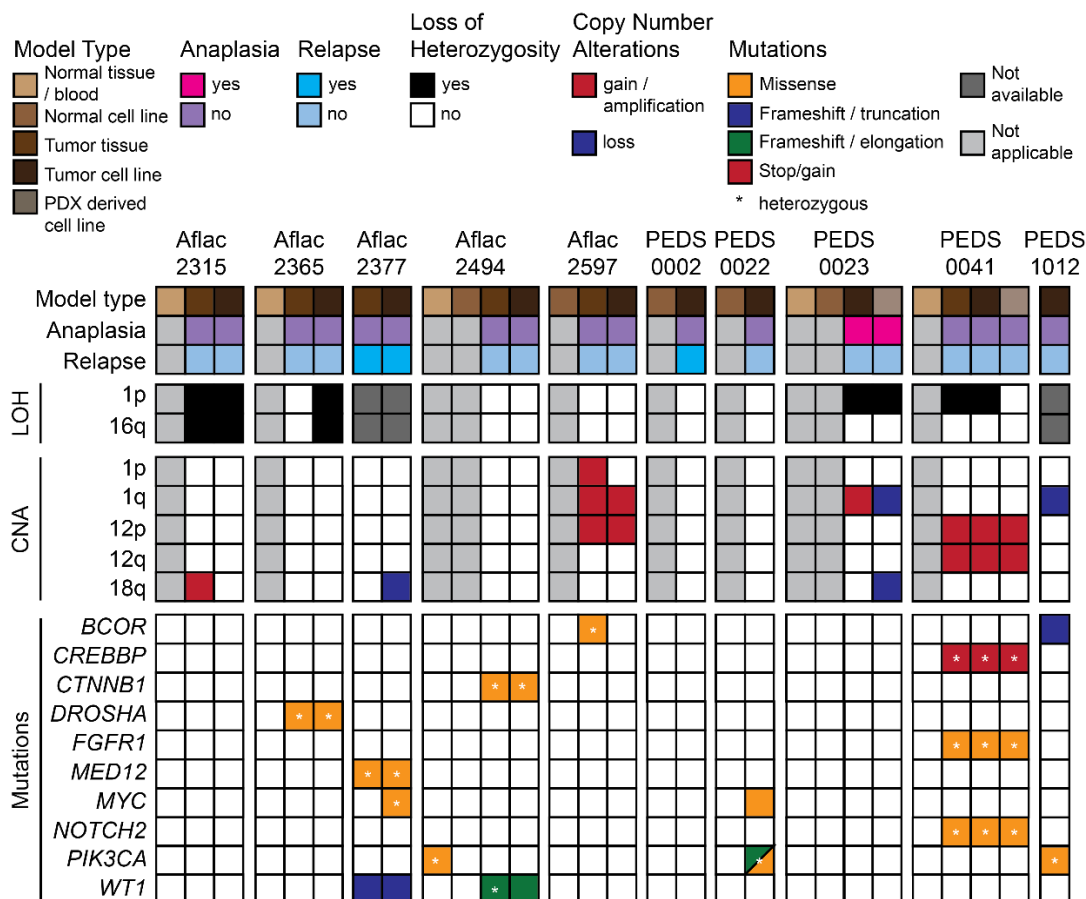 Model Type
Normal tissue
/ blood
Normal cell line
Tumor tissue
Tumor cell line
PDX derived
cell line
Anaplasia
yes
no
Relapse
yes
no
Loss of
Heterozygosity
yes
no
Copy Number
Alterations
gain /
amplification
loss
Mutations
Missense
Frameshift / truncation
Frameshift / elongation
Stop/gain
* heterozygous
Not
available
Not
applicable
Aflac Aflac Aflac Aflac Aflac PEDS PEDS PEDS PEDS PEDS
2315 2365 2377 2494 2597 0002 0022 0023 0041 1012
Model type
Anaplasia
Relapse
LOH
1p
16q
CNA
1p
1q
12p
12q
18q
Mutations
BCOR *
CREBBP * * *
CTNNB1 * *
DROSHA * *
FGFR1 * * *
MED12 * *
MYC *
NOTCH2 * * *
PIK3CA * * *
WT1 *